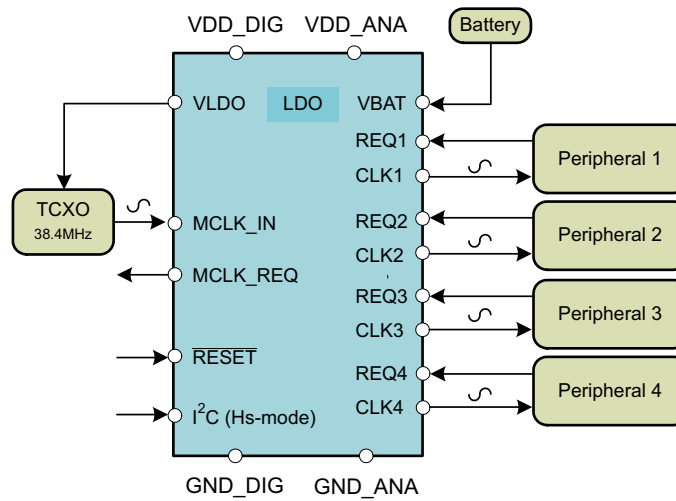 VDD_DIG VDD_ANA
Battery
VLDO LDO VBAT
REQ1
CLK1
Peripheral 1
TCXO
38.4MHz
MCLK_IN
REQ2
CLK2
Peripheral 2
MCLK_REQ
REQ3
CLK3
Peripheral 3
RESET
REQ4
CLK4
Peripheral 4
I²C (Hs-mode)
GND_DIG GND_ANA